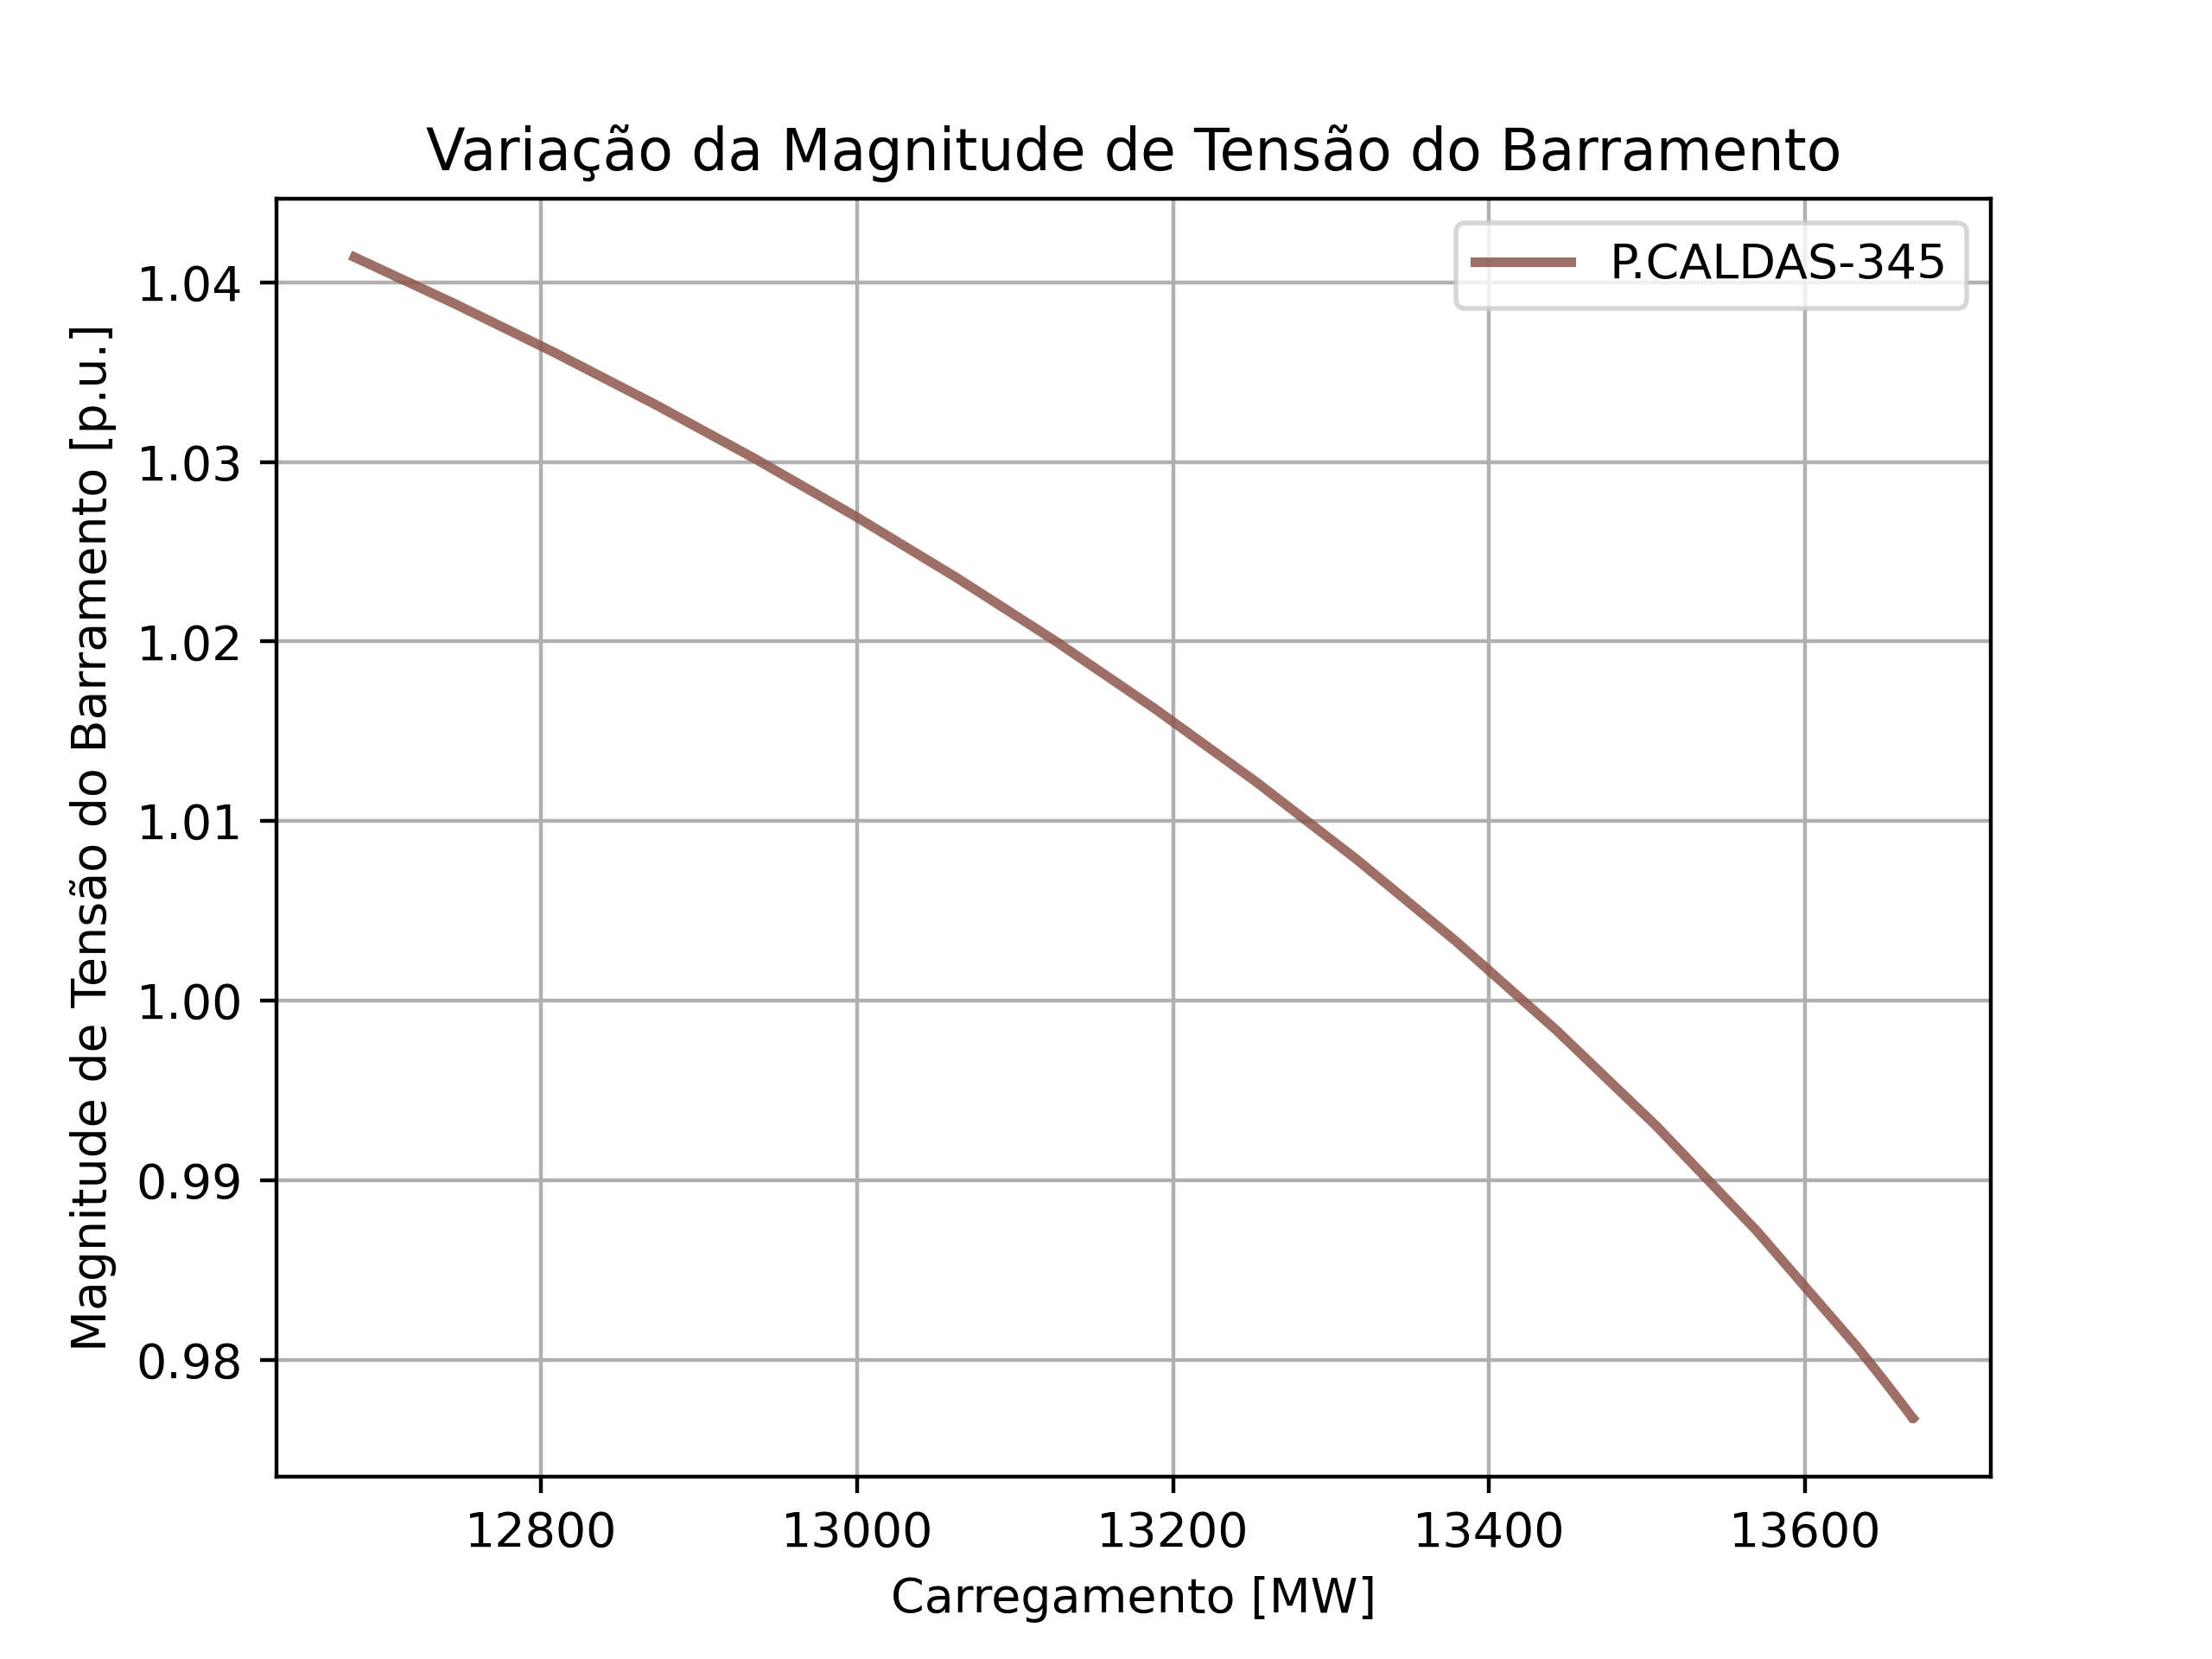 Variação da Magnitude de Tensão do Barramento
P.CALDAS-345
Magnitude de Tensão do Barramento [p.u.]
1.04
1.03
1.02
1.01
1.00
0.99
0.98
12800 13000 13200 13400 13600
Carregamento [MW]